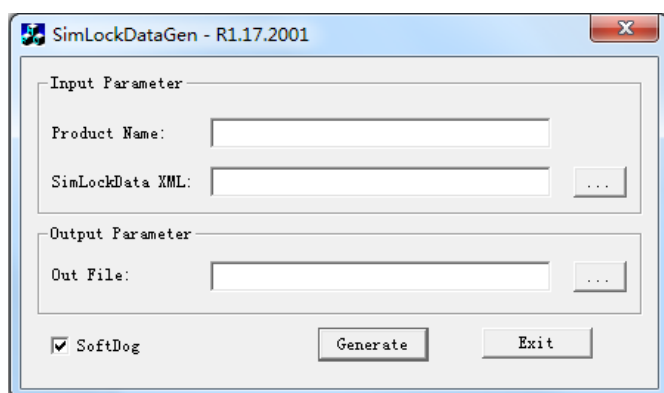 SimLockDataGen - R1.17.2001
Input Parameter
Product Name:
SimLockData XML:
...
Output Parameter
Out File:
...
SoftDog
Generate
Exit